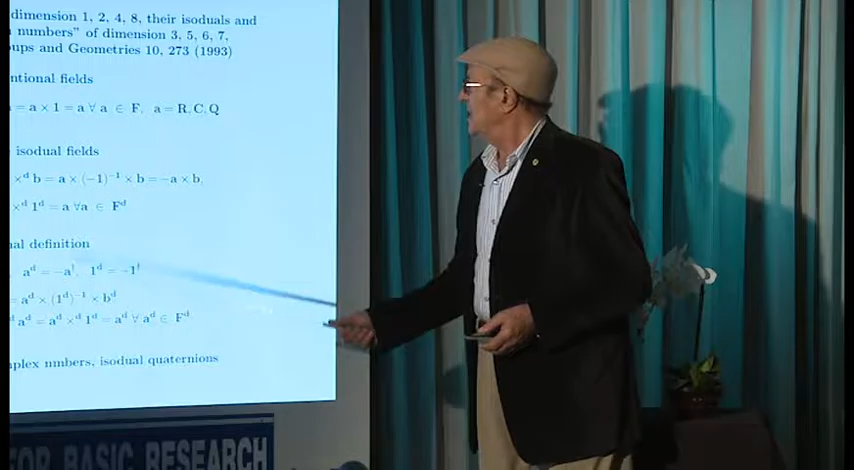 dimension 1, 2, 4, 8, their isoduals and
numbers" of dimension 3, 5, 6, 7,
ups and Geometries 10, 273 (1993)
ntional fields
= a × 1 = a ∀ a ∈ F, a = R, C, Q
isodual fields
×ᵈ b = a × (−1)⁻¹ × b = −a × b,
×ᵈ 1ᵈ = a ∀a ∈ Fᵈ
al definition
aᵈ = −a†, 1ᵈ = −1†
= aᵈ × (1ᵈ)⁻¹ × bᵈ
aᵈ = aᵈ ×ᵈ 1ᵈ = aᵈ ∀ aᵈ ∈ Fᵈ
plex nmbers, isodual quaternions
FOR BASIC RESEARCH